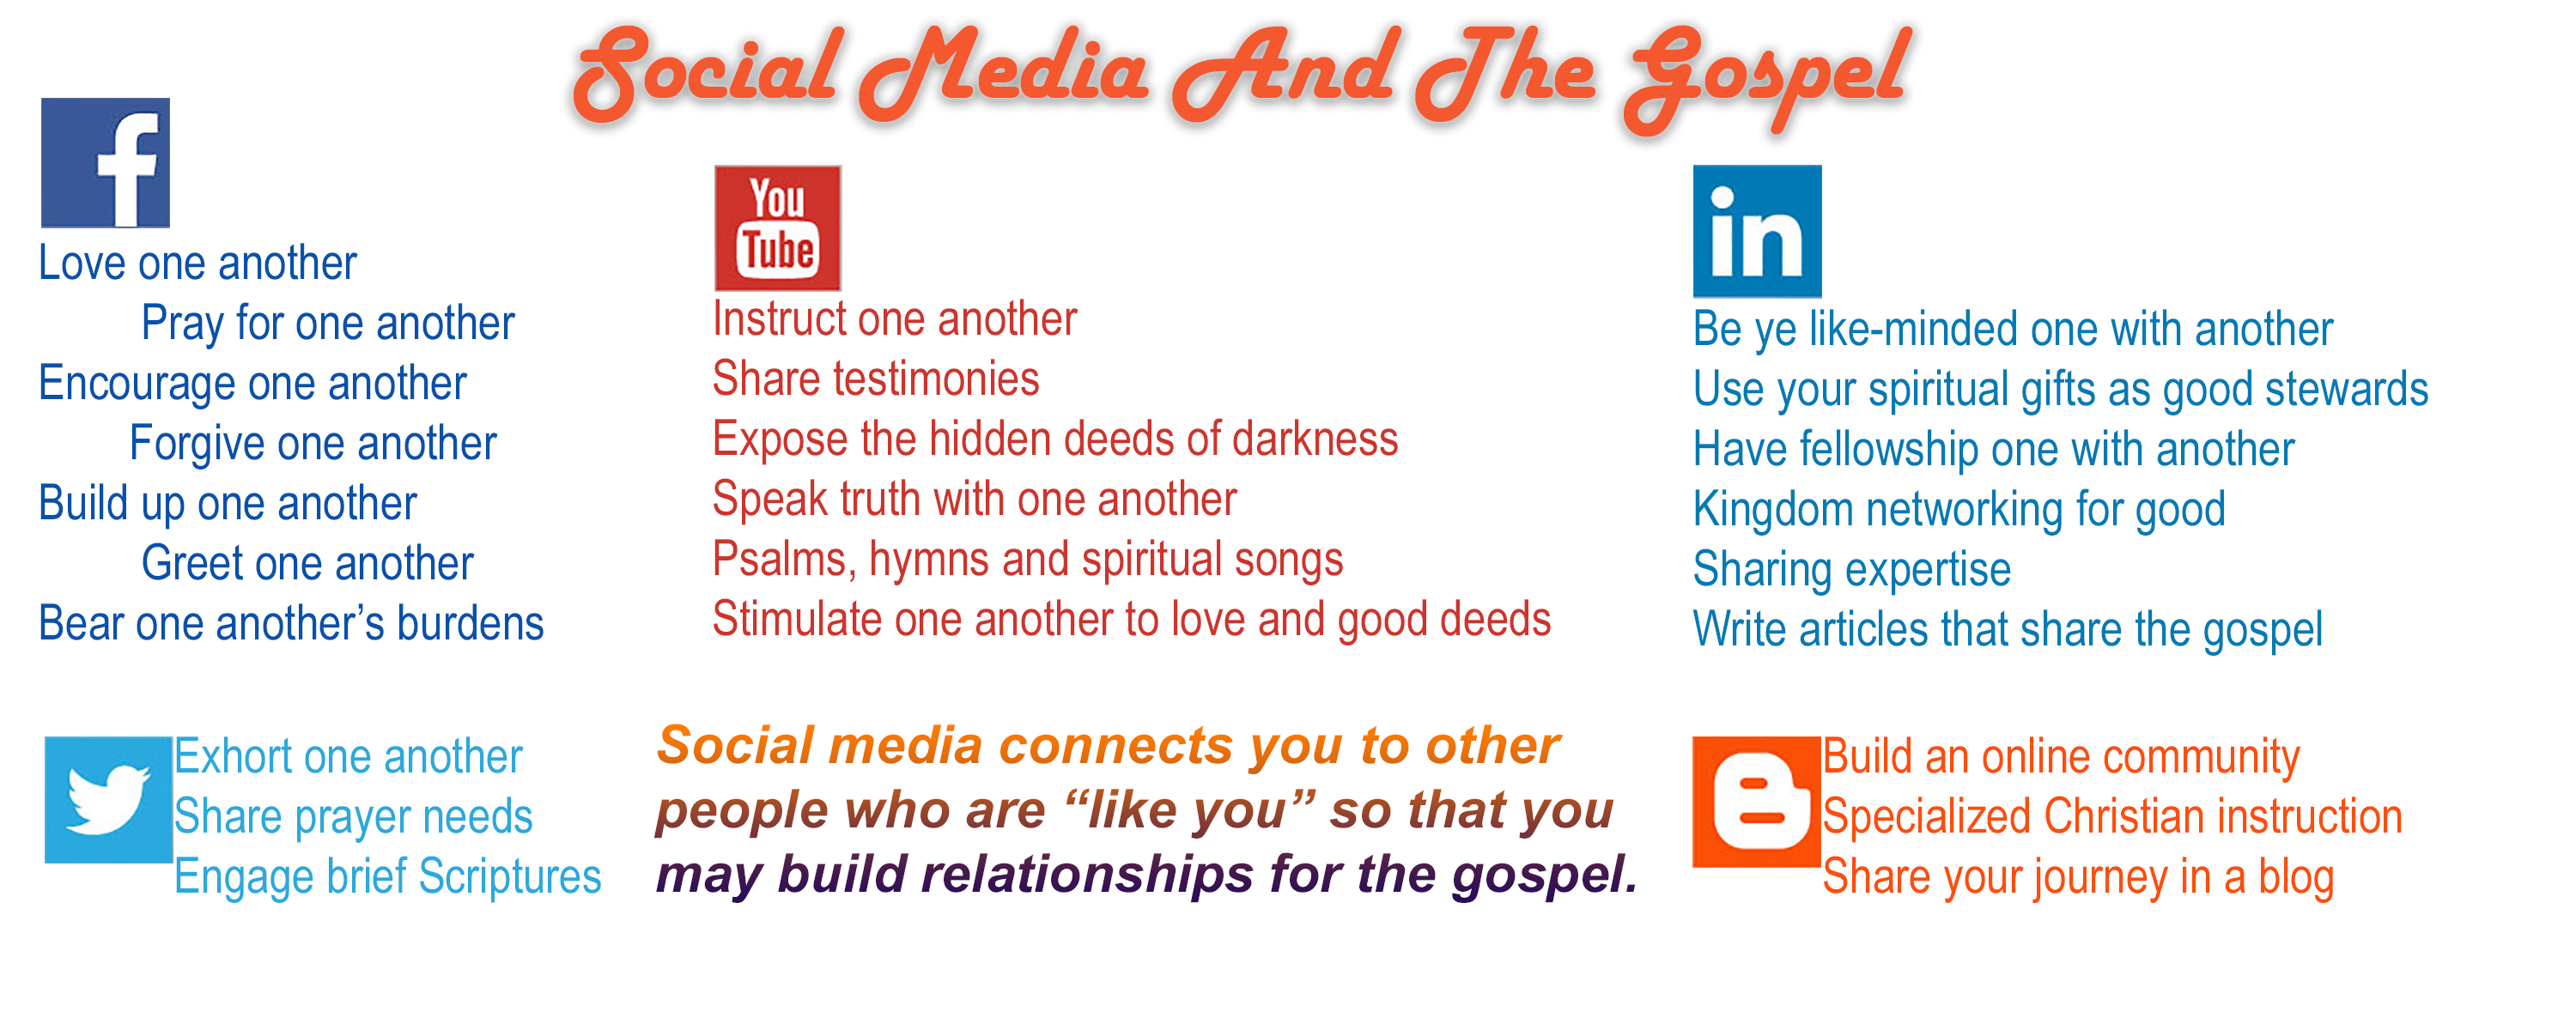 Social Media And The Gospel
f
Love one another
Pray for one another
Encourage one another
Forgive one another
Build up one another
Greet one another
Bear one another’s burdens
You
Tube
Instruct one another
Share testimonies
Expose the hidden deeds of darkness
Speak truth with one another
Psalms, hymns and spiritual songs
Stimulate one another to love and good deeds
in
Be ye like-minded one with another
Use your spiritual gifts as good stewards
Have fellowship one with another
Kingdom networking for good
Sharing expertise
Write articles that share the gospel
Exhort one another
Share prayer needs
Engage brief Scriptures
Social media connects you to other
people who are “like you” so that you
may build relationships for the gospel.
B
Build an online community
Specialized Christian instruction
Share your journey in a blog